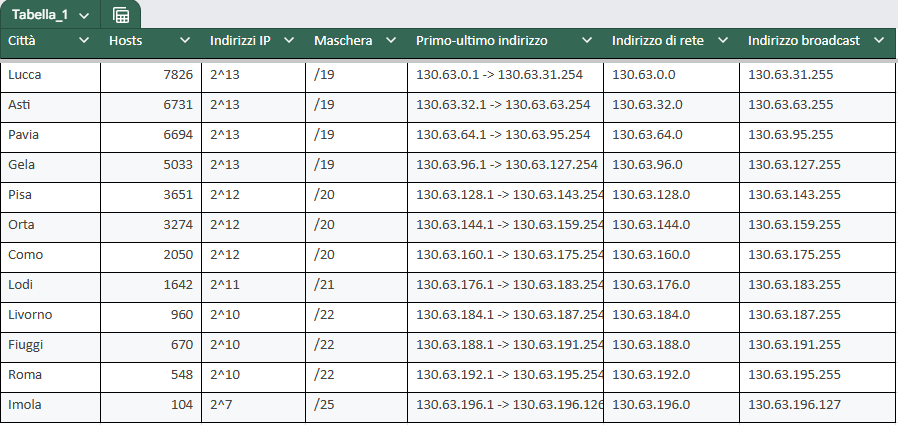 Tabella_1
Città Hosts Indirizzi IP Maschera Primo-ultimo indirizzo Indirizzo di rete Indirizzo broadcast
Lucca 7826 2^13 /19 130.63.0.1 -> 130.63.31.254 130.63.0.0 130.63.31.255
Asti 6731 2^13 /19 130.63.32.1 -> 130.63.63.254 130.63.32.0 130.63.63.255
Pavia 6694 2^13 /19 130.63.64.1 -> 130.63.95.254 130.63.64.0 130.63.95.255
Gela 5033 2^13 /19 130.63.96.1 -> 130.63.127.254 130.63.96.0 130.63.127.255
Pisa 3651 2^12 /20 130.63.128.1 -> 130.63.143.254 130.63.128.0 130.63.143.255
Orta 3274 2^12 /20 130.63.144.1 -> 130.63.159.254 130.63.144.0 130.63.159.255
Como 2050 2^12 /20 130.63.160.1 -> 130.63.175.254 130.63.160.0 130.63.175.255
Lodi 1642 2^11 /21 130.63.176.1 -> 130.63.183.254 130.63.176.0 130.63.183.255
Livorno 960 2^10 /22 130.63.184.1 -> 130.63.187.254 130.63.184.0 130.63.187.255
Fiuggi 670 2^10 /22 130.63.188.1 -> 130.63.191.254 130.63.188.0 130.63.191.255
Roma 548 2^10 /22 130.63.192.1 -> 130.63.195.254 130.63.192.0 130.63.195.255
Imola 104 2^7 /25 130.63.196.1 -> 130.63.196.126 130.63.196.0 130.63.196.127